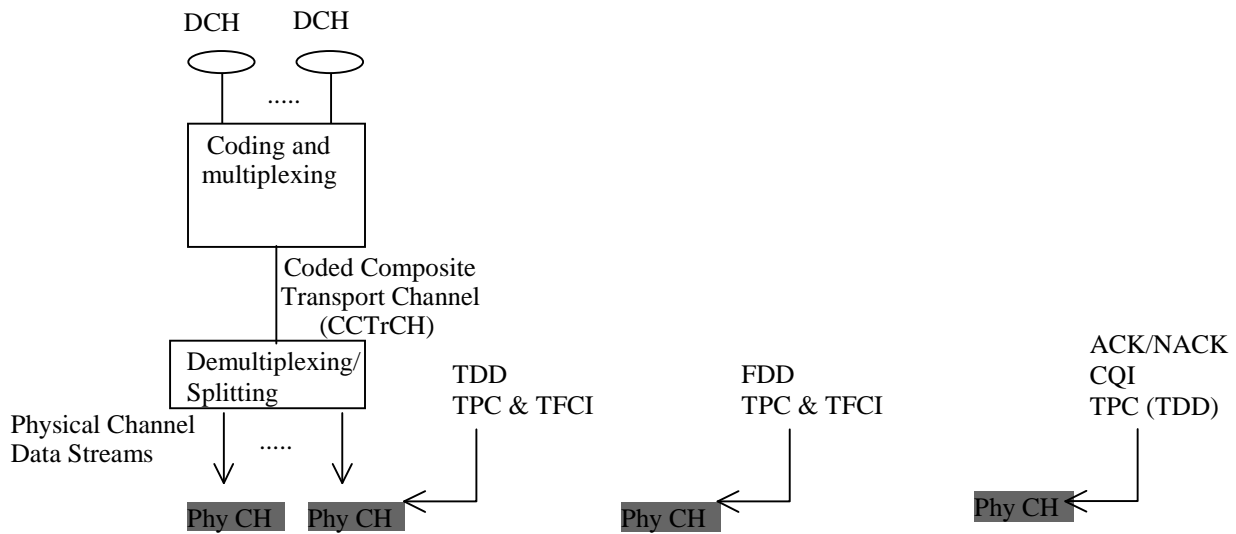 DCH DCH
.....
Coding and
multiplexing
Coded Composite
Transport Channel
(CCTrCH)
Demultiplexing/
Splitting
Physical Channel
Data Streams
.....
TDD
TPC & TFCI
FDD
TPC & TFCI
ACK/NACK
CQI
TPC (TDD)
Phy CH Phy CH Phy CH Phy CH